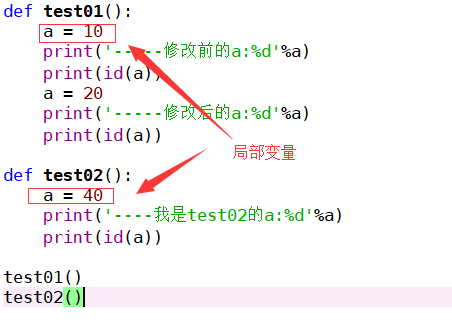 def test01():
    a = 10
    print('-----修改前的a:%d'%a)
    print(id(a))
    a = 20
    print('-----修改后的a:%d'%a)
    print(id(a))
局部变量
def test02():
    a = 40
    print('----我是test02的a:%d'%a)
    print(id(a))
test01()
test02()